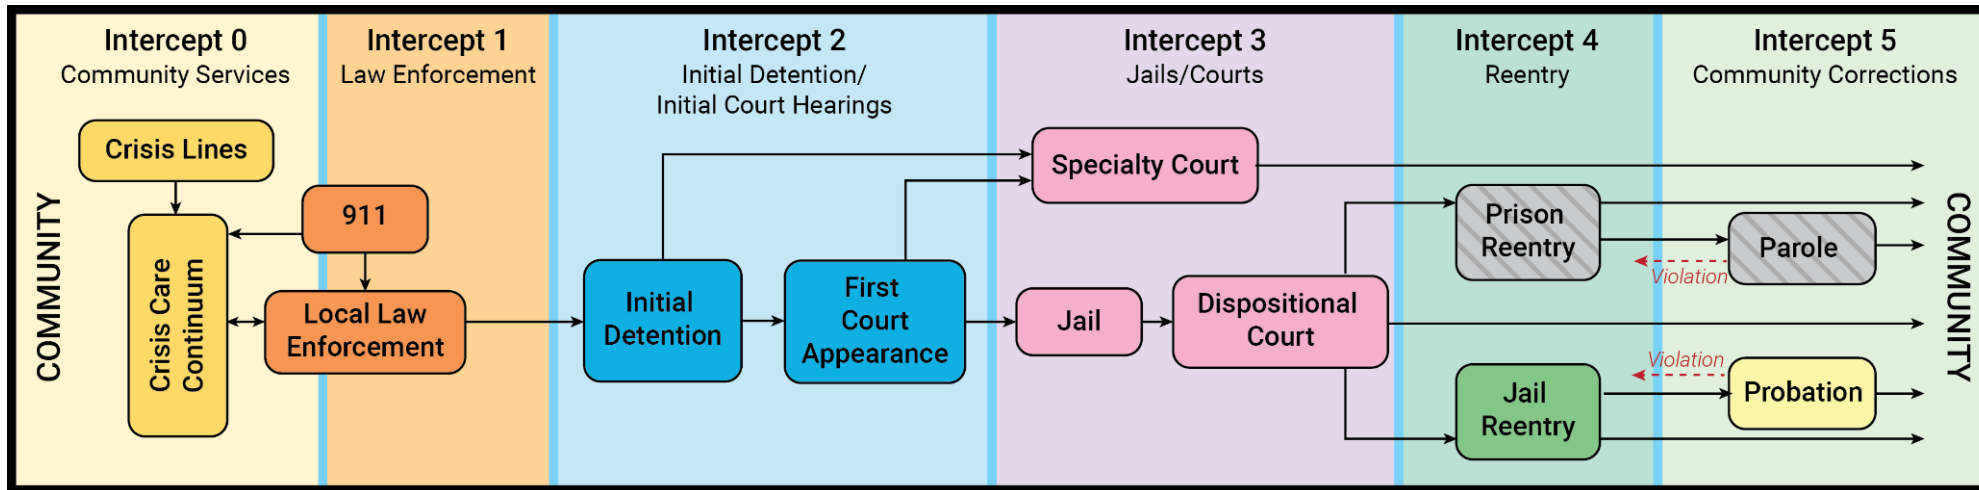 Intercept 0
Community Services
Intercept 1
Law Enforcement
Intercept 2
Initial Detention/
Initial Court Hearings
Intercept 3
Jails/Courts
Intercept 4
Reentry
Intercept 5
Community Corrections
COMMUNITY
Crisis Lines
Crisis Care
Continuum
911
Local Law
Enforcement
Initial
Detention
First
Court
Appearance
Specialty Court
Jail
Dispositional
Court
Prison
Reentry
Jail
Reentry
Parole
Violation
Violation
Probation
COMMUNITY